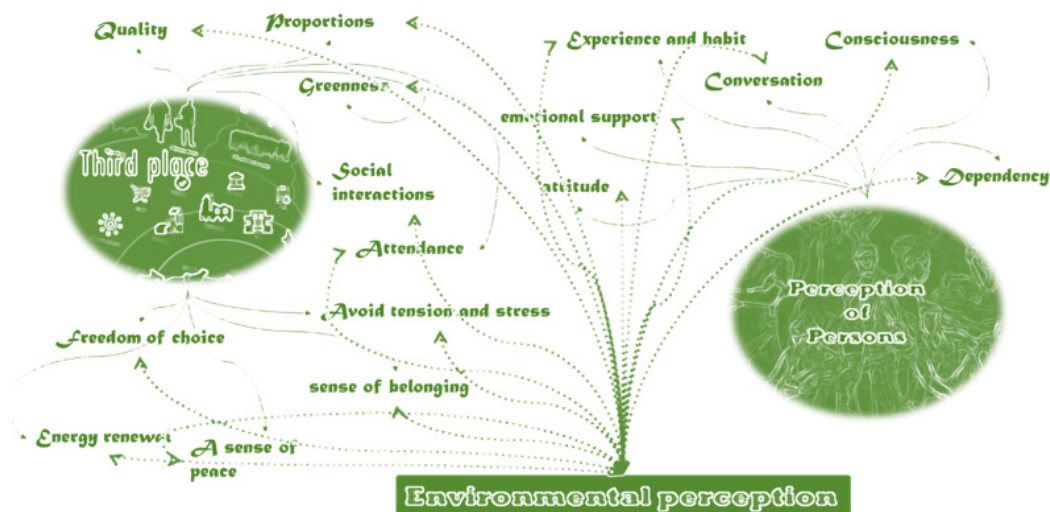 Quality
Proportions
Experience and habit
Consciousness
Greenness
Conversation
emotional support
Third place
Social
interactions
attitude
Dependency
Attendance
Perception
of
Persons
Avoid tension and stress
Freedom of choice
sense of belonging
Energy renewal
A sense of
peace
Environmental perception